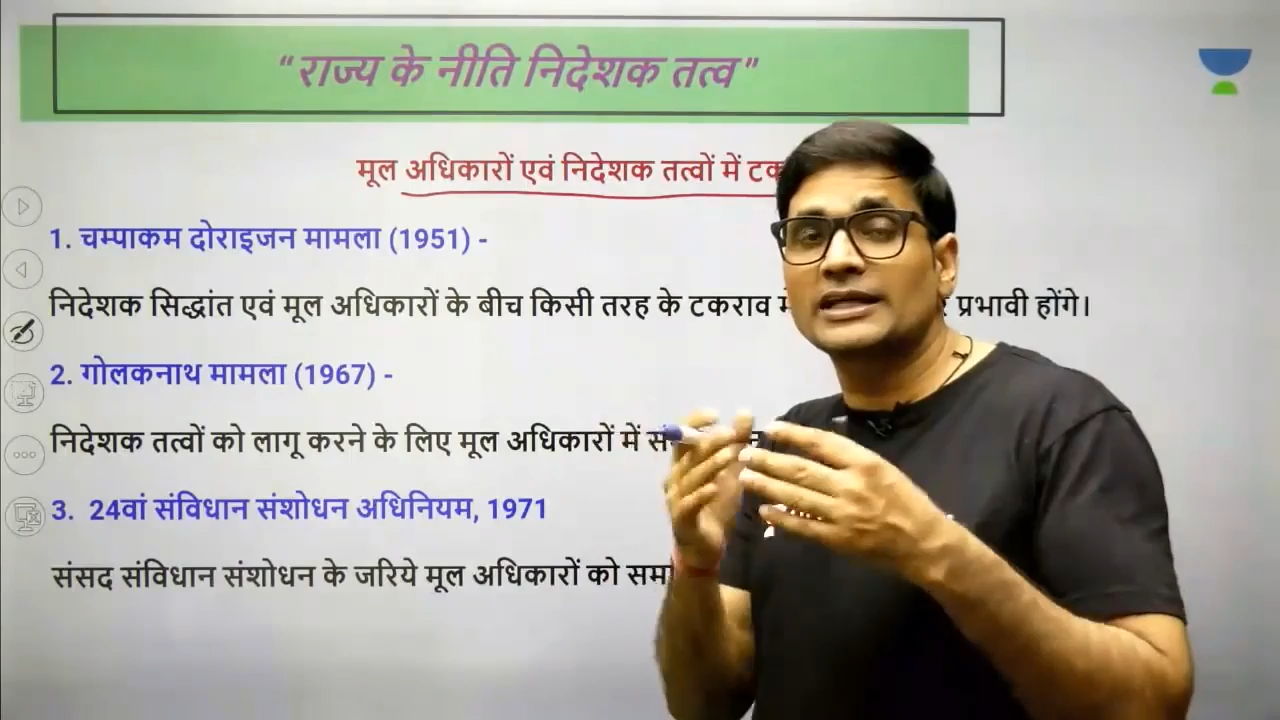 “राज्य के नीति निदेशक तत्व”
मूल अधिकारों एवं निदेशक तत्वों में
1. चम्पाकम दोराइजन मामला (1951) -
निदेशक सिद्धांत एवं मूल अधिकारों के बीच किसी तरह के टकराव प्रभावी होंगे।
2. गोलकनाथ मामला (1967) -
निदेशक तत्वों को लागू करने के लिए मूल अधिकारों में
3. 24वां संविधान संशोधन अधिनियम, 1971
संसद संविधान संशोधन के जरिये मूल अधिकारों को